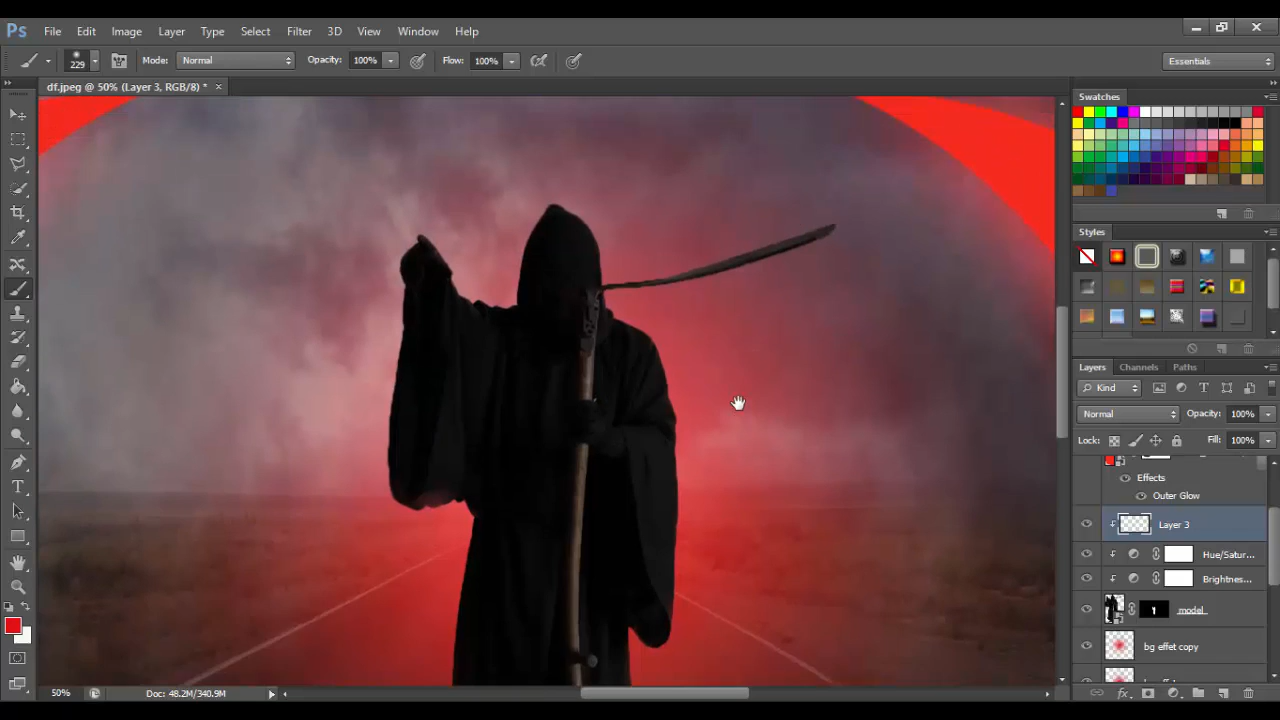 Ps File Edit Image Layer Type Select Filter 3D View Window Help
229 Mode: Normal Opacity: 100% Flow: 100% Essentials
df.jpeg @ 50% (Layer 3, RGB/8) * ×
Swatches
Styles
Layers Channels Paths
Kind
Normal Opacity: 100%
Lock: Fill: 100%
Effects
Outer Glow
Layer 3
Hue/Satur...
Brightnes...
model
bg effet copy
50% Doc: 48.2M/340.9M